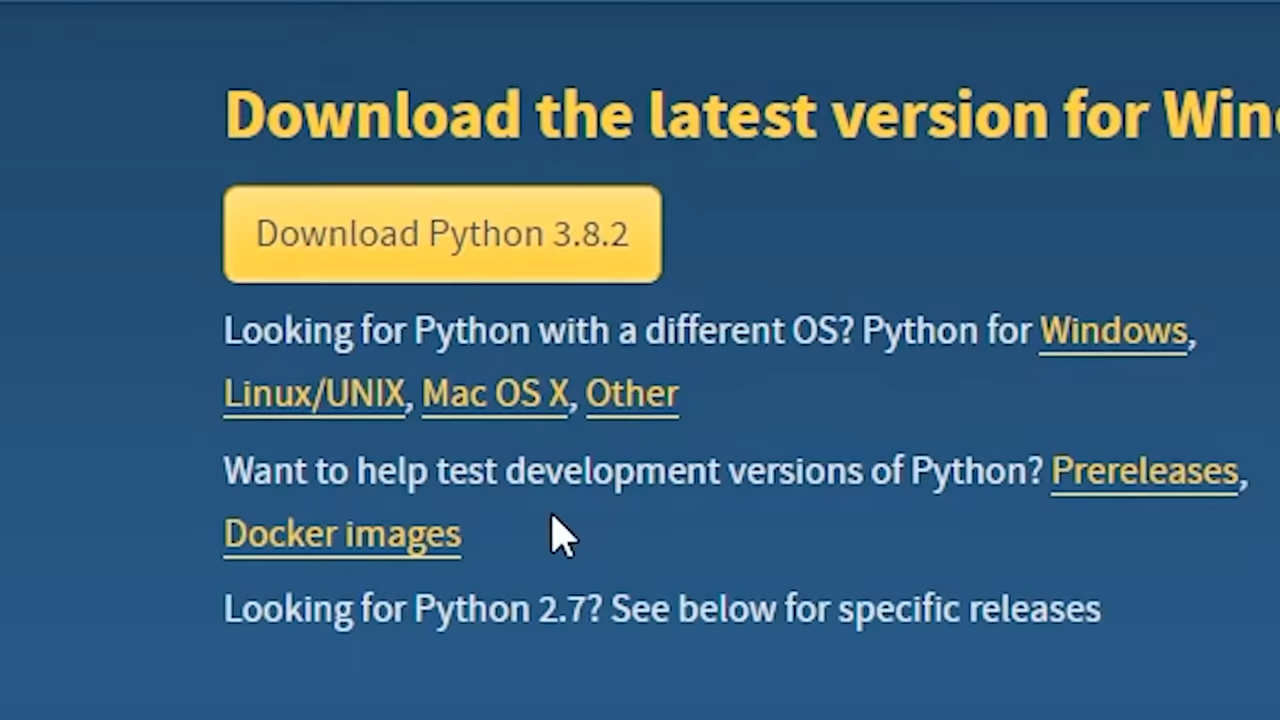 Download the latest version for
Download Python 3.8.2
Looking for Python with a different OS? Python for Windows,
Linux/UNIX, Mac OS X, Other
Want to help test development versions of Python? Prereleases,
Docker images
Looking for Python 2.7? See below for specific releases